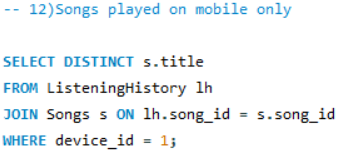 -- 12)Songs played on mobile only
SELECT DISTINCT s.title
FROM ListeningHistory lh
JOIN Songs s ON lh.song_id = s.song_id
WHERE device_id = 1;